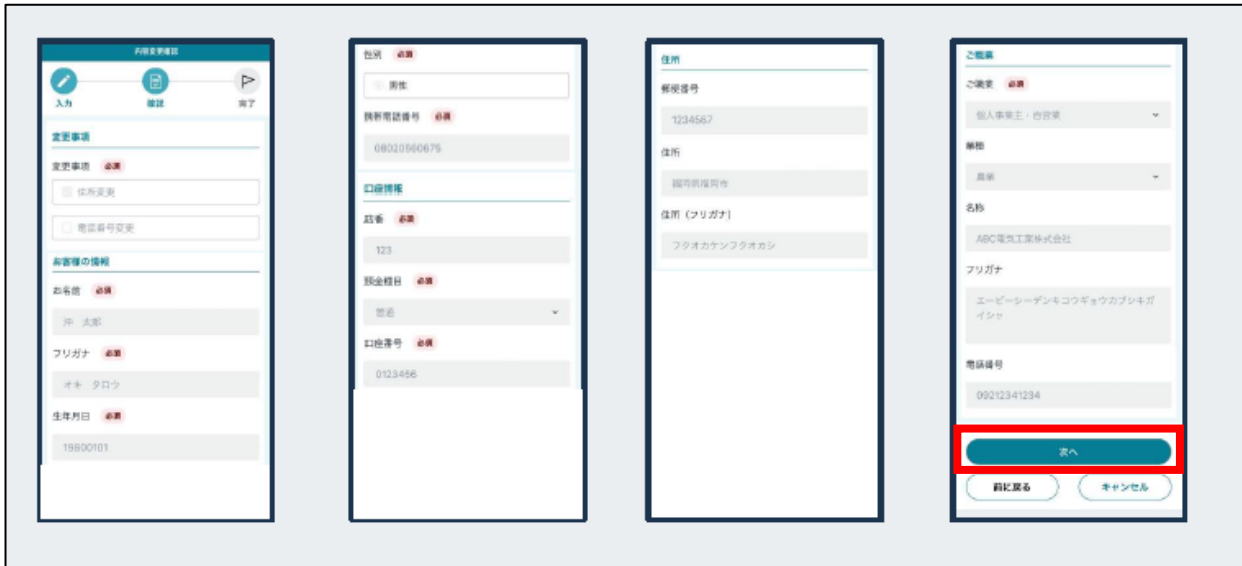 内容変更確認
入力
確認
完了
変更事項
変更事項 必須
住所変更
電話番号変更
お客様の情報
お名前 必須
沖 太郎
フリガナ 必須
オキ タロウ
生年月日 必須
19800101
性別 必須
男性
携帯電話番号 必須
08020560675
口座情報
店番 必須
123
預金種目 必須
普通
口座番号 必須
0123456
住所
郵便番号
1234567
住所
福岡県福岡市
住所（フリガナ）
フクオカケンフクオカシ
ご職業
ご職業 必須
個人事業主・自営業
業種
農業
名称
ABC電気工業株式会社
フリガナ
エービーシーデンキコウギョウカブシキガ
イシャ
電話番号
09212341234
次へ
前に戻る
キャンセル